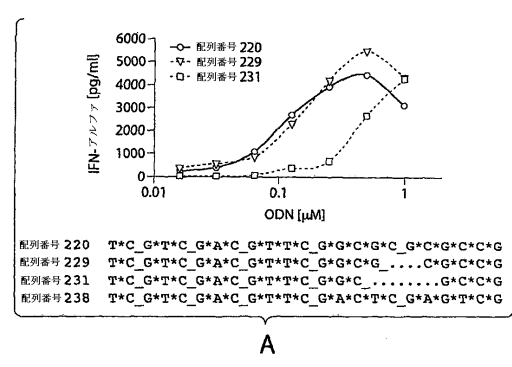 6000
5000
4000
3000
2000
1000
0
IFN-アルファ [pg/ml]
配列番号 220
配列番号 229
配列番号 231
0.01
0.1
1
ODN [µM]
配列番号 220 T*C_G*T*C_G*A*C_G*T*T*C_G*G*C*G*C_G*C*G*C*C*G
配列番号 229 T*C_G*T*C_G*A*C_G*T*T*C_G*G*C*G_....C*G*C*C*G
配列番号 231 T*C_G*T*C_G*A*C_G*T*T*C_G*G*C_........G*C*C*G
配列番号 238 T*C_G*T*C_G*A*C_G*T*T*C_G*A*C*T*C_G*A*G*T*C*G
A